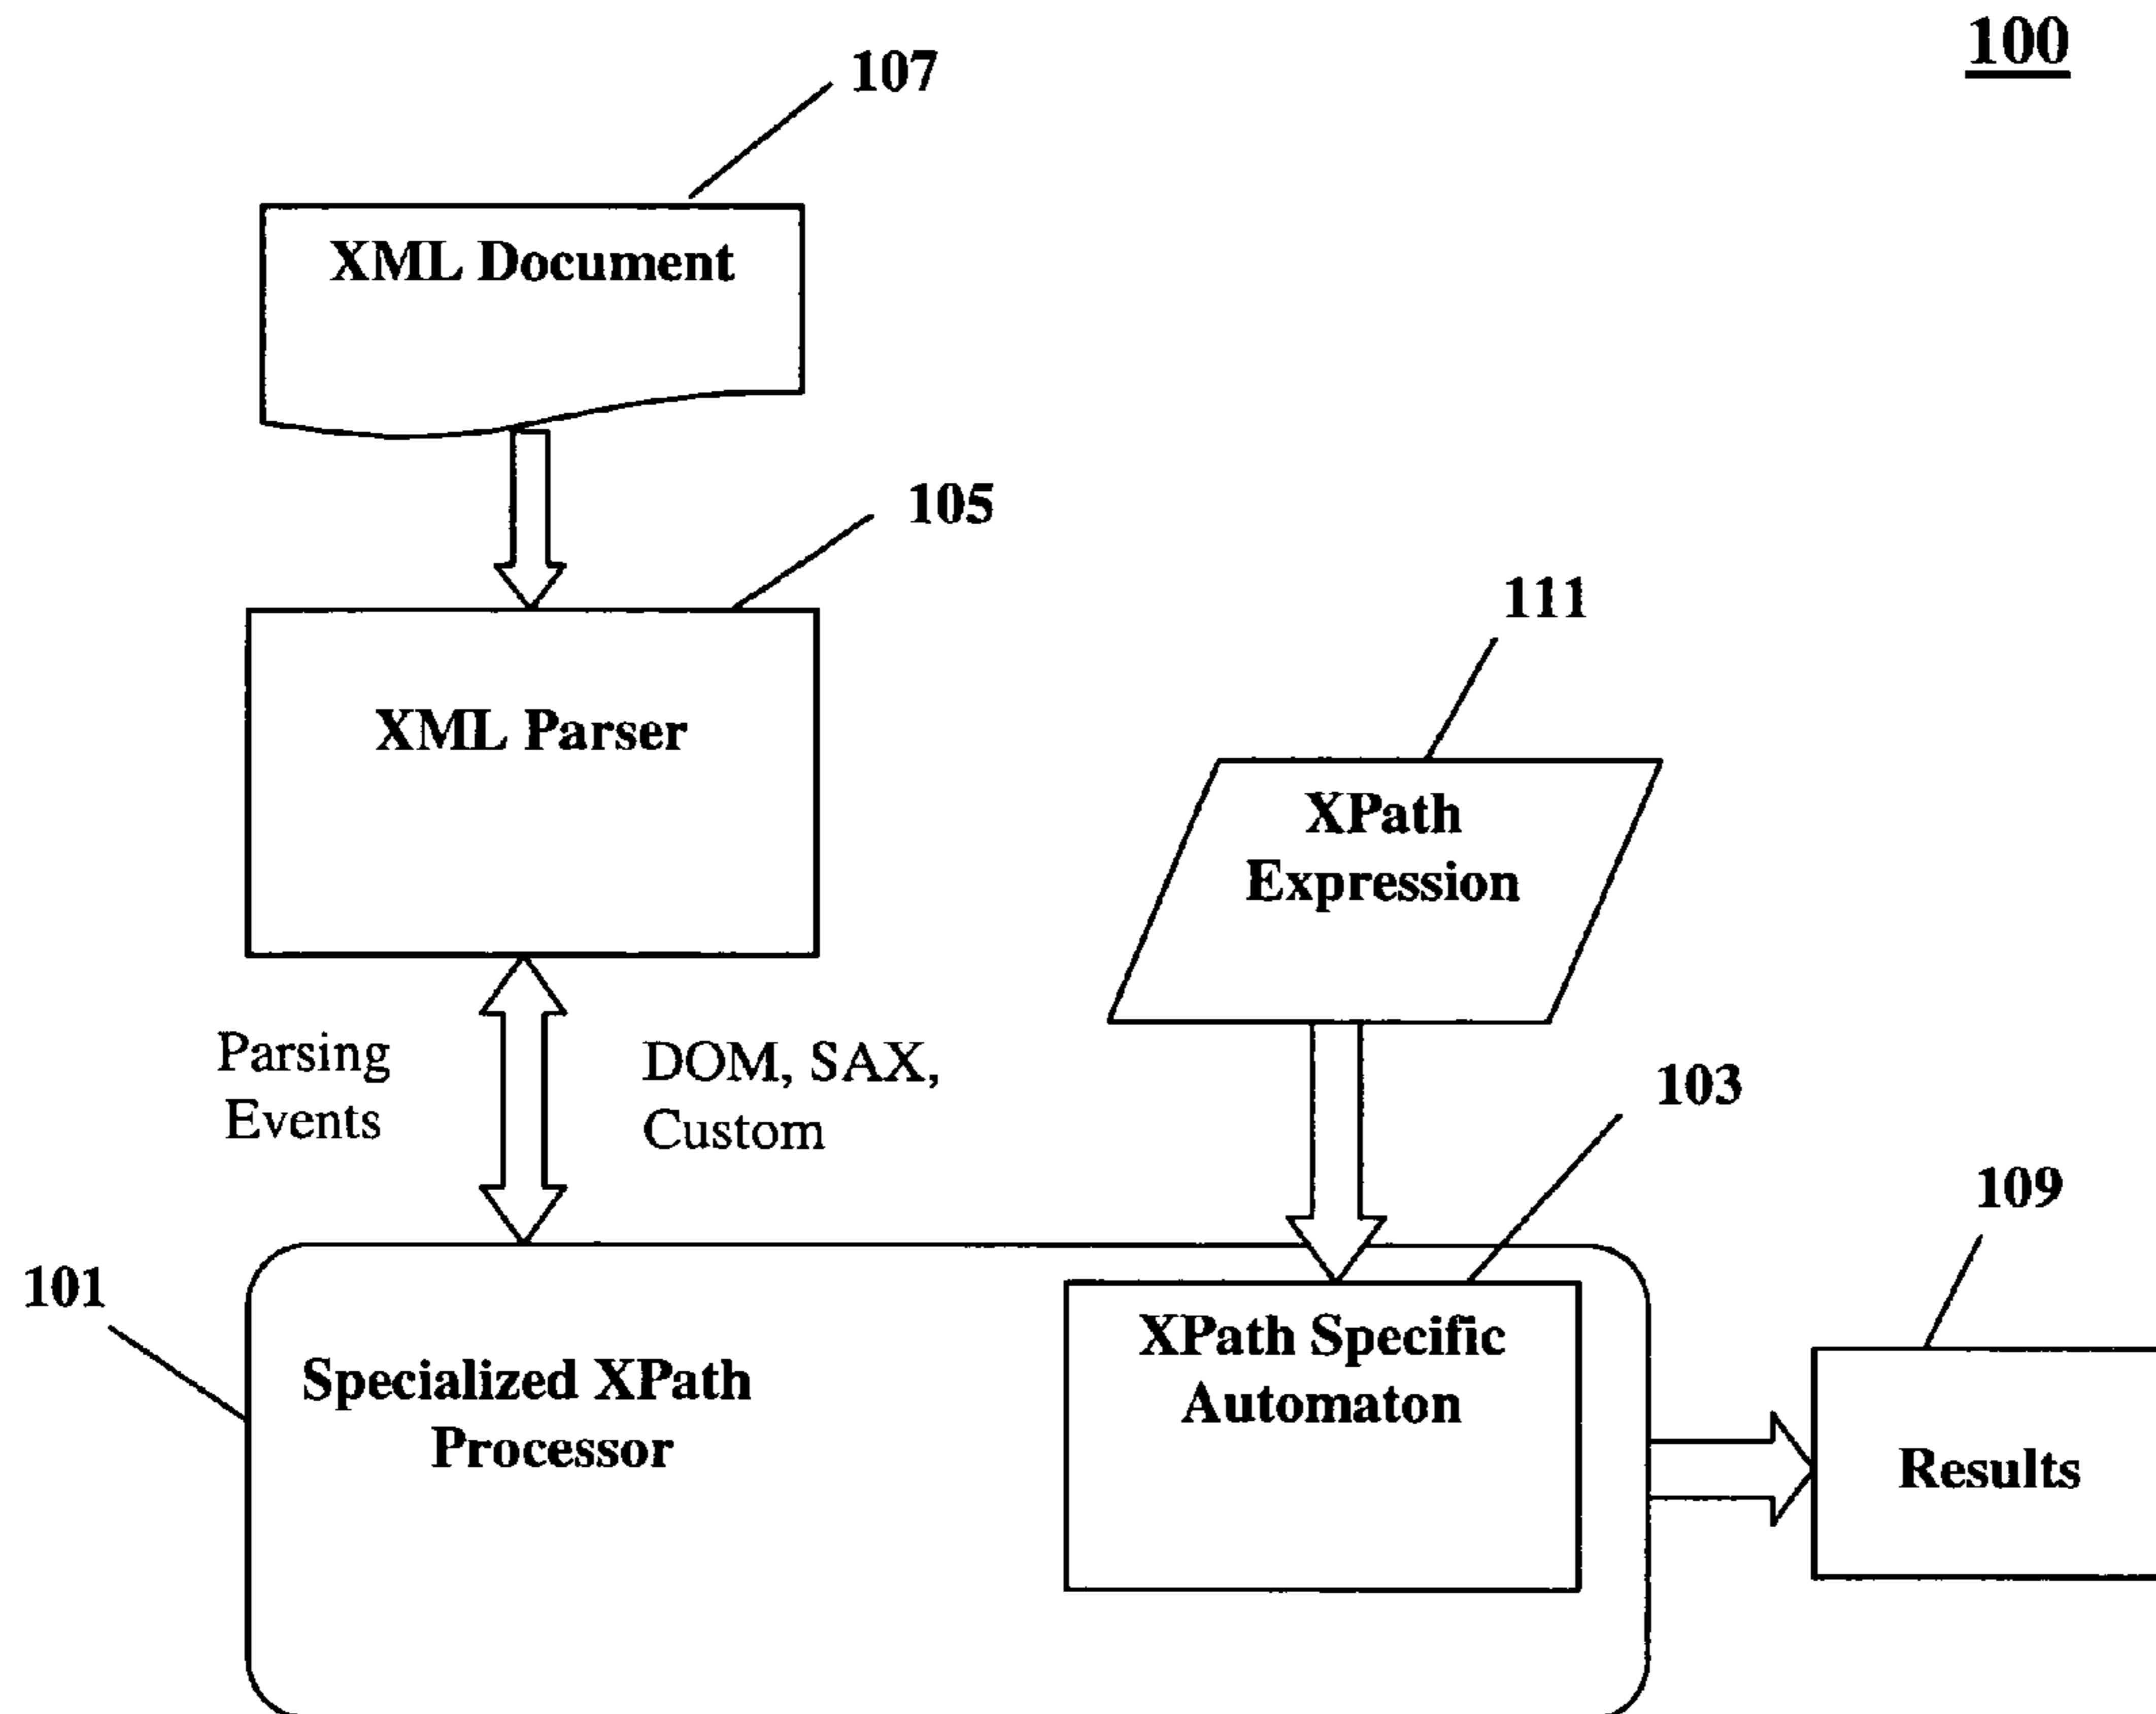 100
107
XML Document
105
XML Parser
111
XPath
Expression
Parsing
Events
DOM, SAX,
Custom
103
109
101
Specialized XPath
Processor
XPath Specific
Automaton
Results